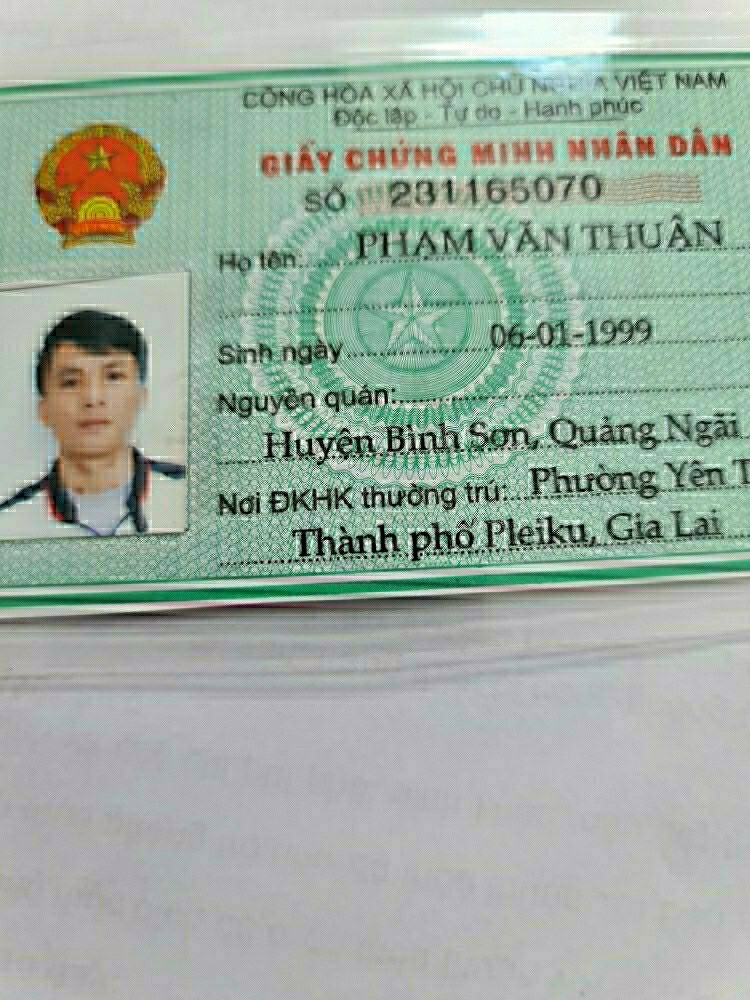 CỘNG HÒA XÃ HỘI CHỦ NGHĨA VIỆT NAM
Độc lập - Tự do - Hạnh phúc
GIẤY CHỨNG MINH NHÂN DÂN
SỐ 231165070
Họ tên: PHẠM VĂN THUẬN
Sinh ngày 06-01-1999
Nguyên quán:
Huyện Bình Sơn, Quảng Ngãi
Nơi ĐKHK thường trú: Phường Yên T
Thành phố Pleiku, Gia Lai